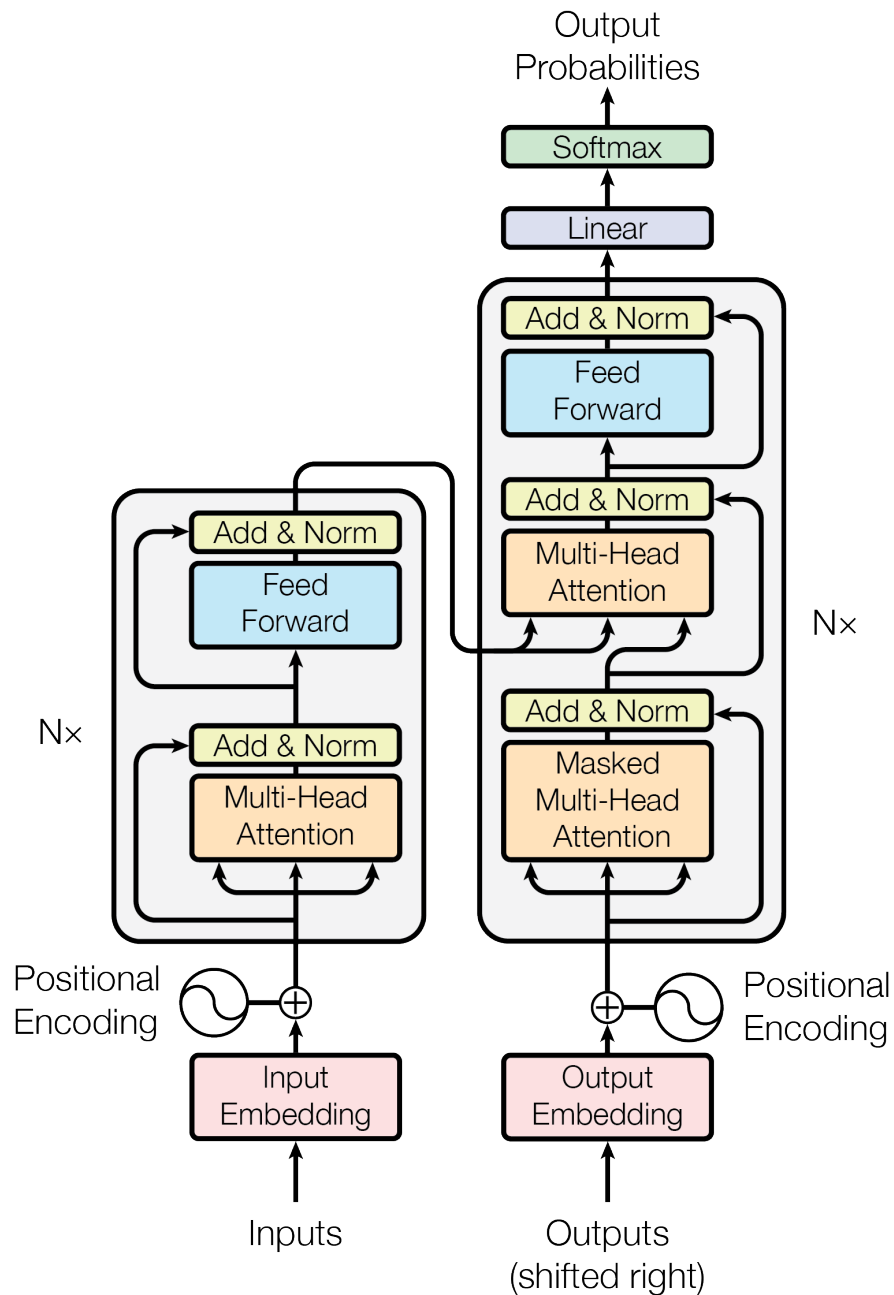 Output
Probabilities
Softmax
Linear
Add & Norm
Feed
Forward
Add & Norm
Multi-Head
Attention
N×
Add & Norm
Masked
Multi-Head
Attention
Add & Norm
Feed
Forward
N×
Add & Norm
Multi-Head
Attention
Positional
Encoding
Positional
Encoding
Input
Embedding
Output
Embedding
Inputs
Outputs
(shifted right)